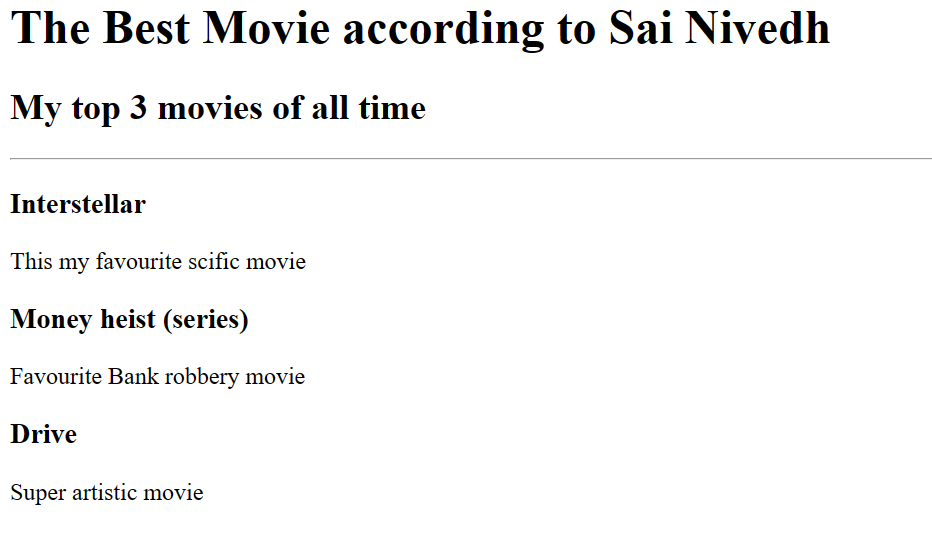 The Best Movie according to Sai Nivedh
My top 3 movies of all time
Interstellar
This my favourite scific movie
Money heist (series)
Favourite Bank robbery movie
Drive
Super artistic movie